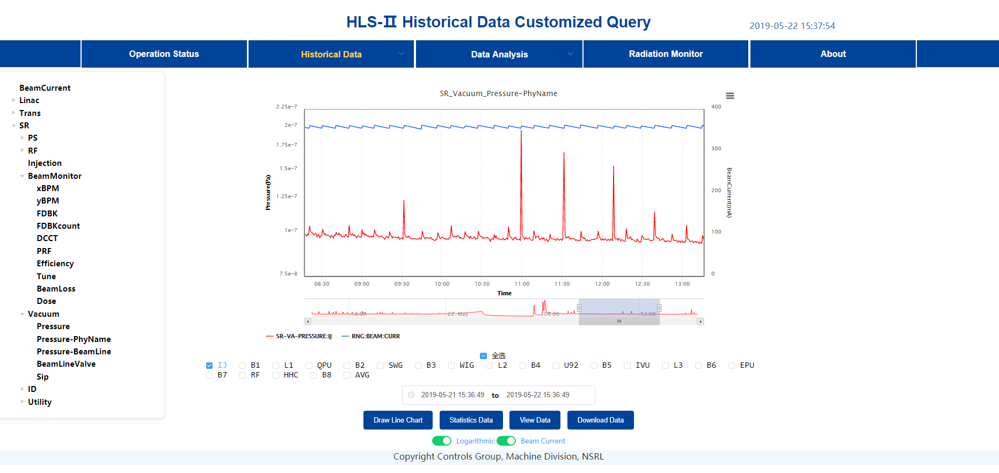 HLS-Ⅱ Historical Data Customized Query
2019-05-22 15:37:54
Operation Status
Historical Data
Data Analysis
Radiation Monitor
About
BeamCurrent
Linac
Trans
SR
PS
RF
Injection
BeamMonitor
xBPM
yBPM
FDBK
FDBKcount
DCCT
PRF
Efficiency
Tune
BeamLoss
Dose
Vacuum
Pressure
Pressure-PhyName
Pressure-BeamLine
BeamLineValve
Sip
ID
Utility
SR_Vacuum_Pressure-PhyName
Pressure(Pa)
2.25e-7
2e-7
1.75e-7
1.5e-7
1.25e-7
1e-7
7.5e-8
400
300
200
100
0
BeamCurrent(mA)
08:30 09:00 09:30 10:00 10:30 11:00 11:30 12:00 12:30 13:00
Time
18:00 22. May 06:00 12:00
SR-VA-PRESSURE:IJ RNG:BEAM:CURR
全选
IJ B1 L1 QPU B2 SWG B3 WIG L2 B4 U92 B5 IVU L3 B6 EPU
B7 RF HHC B8 AVG
2019-05-21 15:36:49 to 2019-05-22 15:36:49
Draw Line Chart
Statistics Data
View Data
Download Data
Logarithmic Beam Current
Copyright Controls Group, Machine Division, NSRL